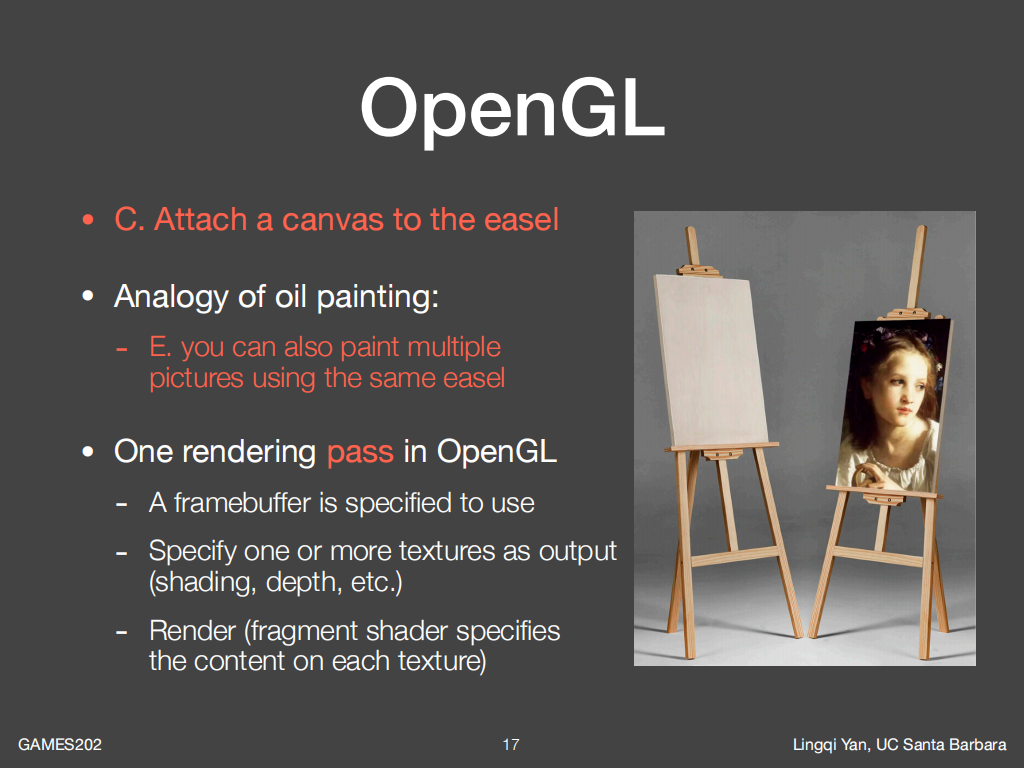 OpenGL
• C. Attach a canvas to the easel
• Analogy of oil painting:
- E. you can also paint multiple
pictures using the same easel
• One rendering pass in OpenGL
- A framebuffer is specified to use
- Specify one or more textures as output
(shading, depth, etc.)
- Render (fragment shader specifies
the content on each texture)
GAMES202
17
Lingqi Yan, UC Santa Barbara